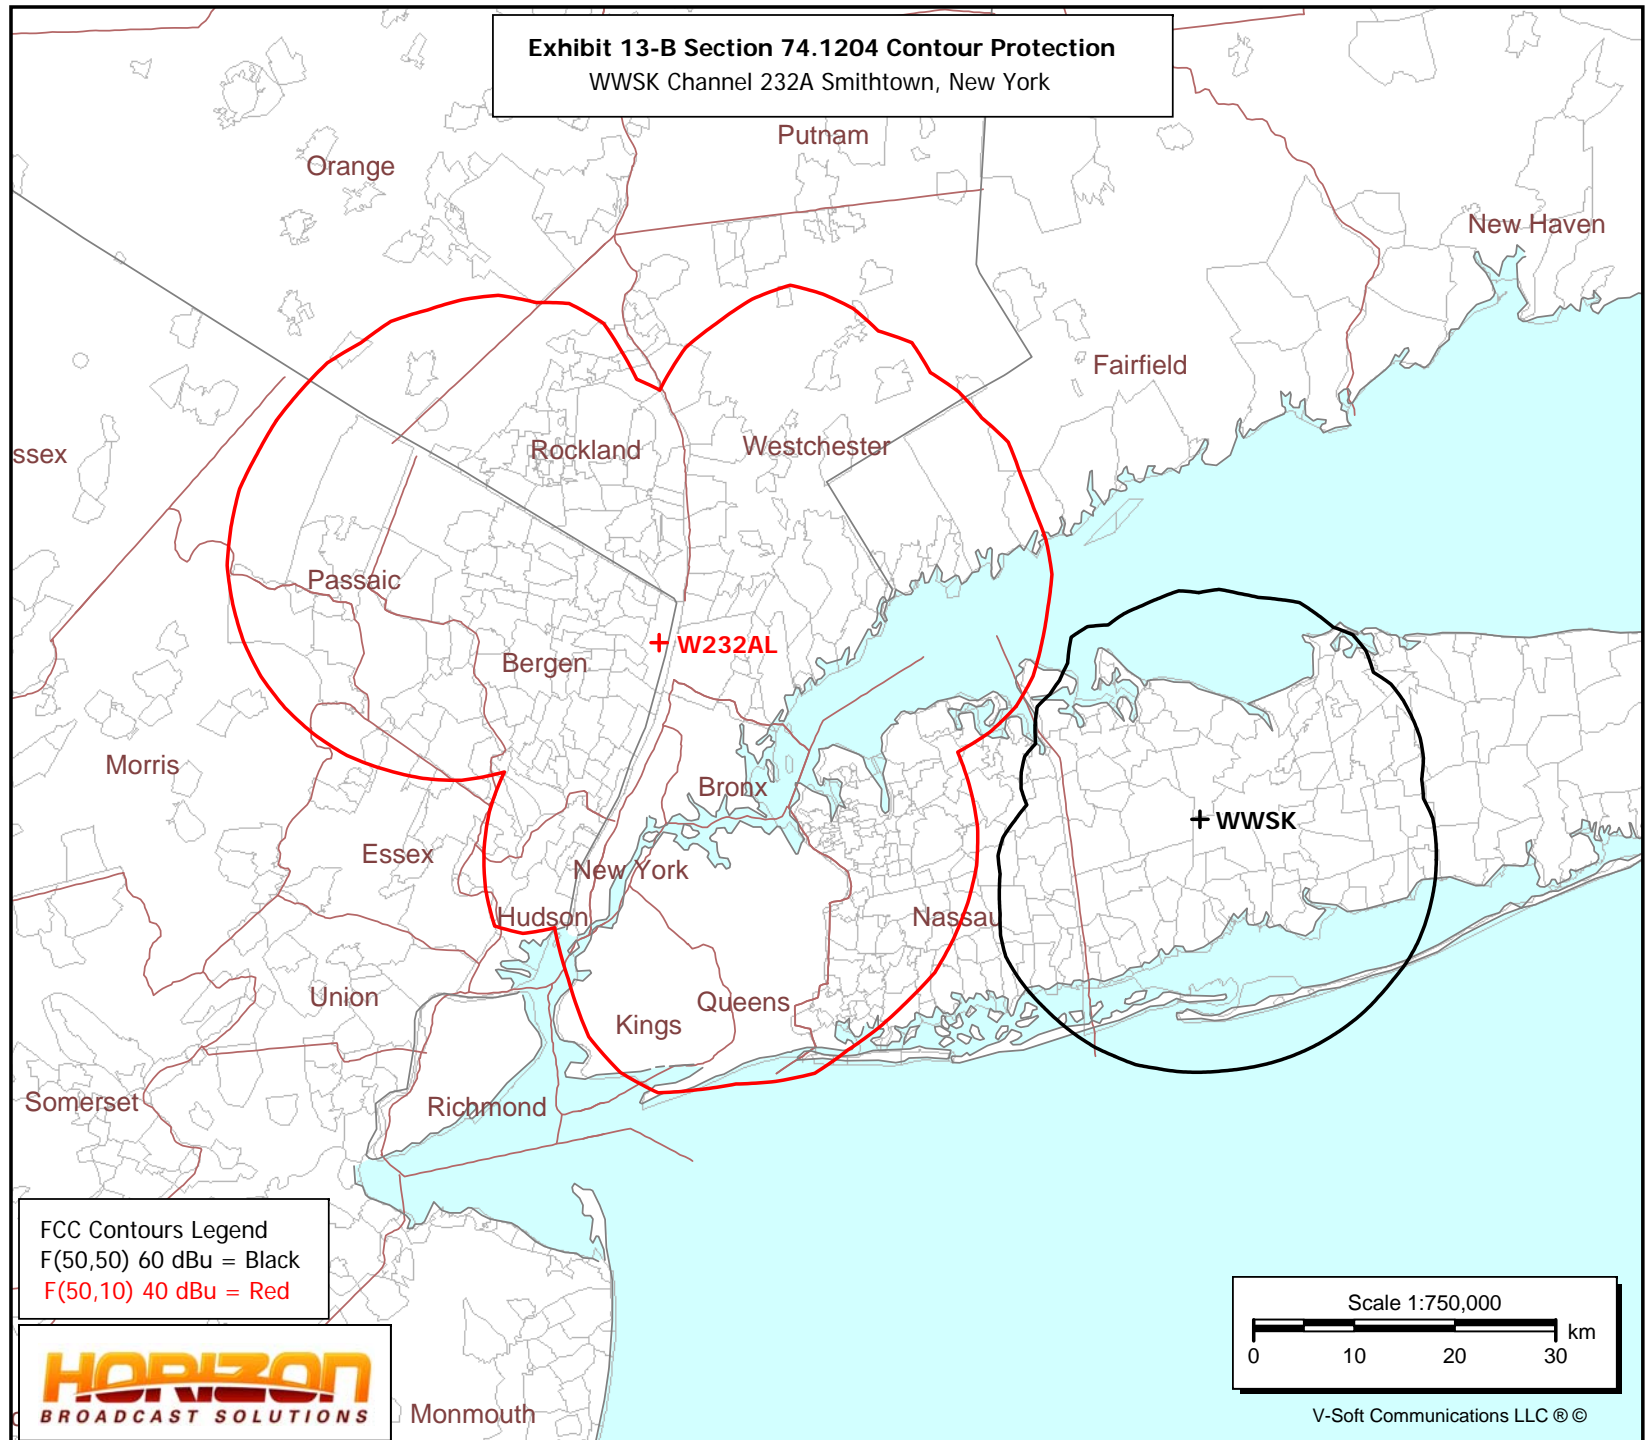 Exhibit 13-B Section 74.1204 Contour Protection
WWSK Channel 232A Smithtown, New York
Putnam
Orange
New Haven
Fairfield
ssex
Rockland
Westchester
Passaic
W232AL
Bergen
Morris
Bronx
WWSK
Essex
New York
Hudson
Nassau
Union
Queens
Kings
Somerset
Richmond
FCC Contours Legend
F(50,50) 60 dBu = Black
F(50,10) 40 dBu = Red
Scale 1:750,000
km
0 10 20 30
HORIZON
BROADCAST SOLUTIONS
Monmouth
V-Soft Communications LLC ® ©